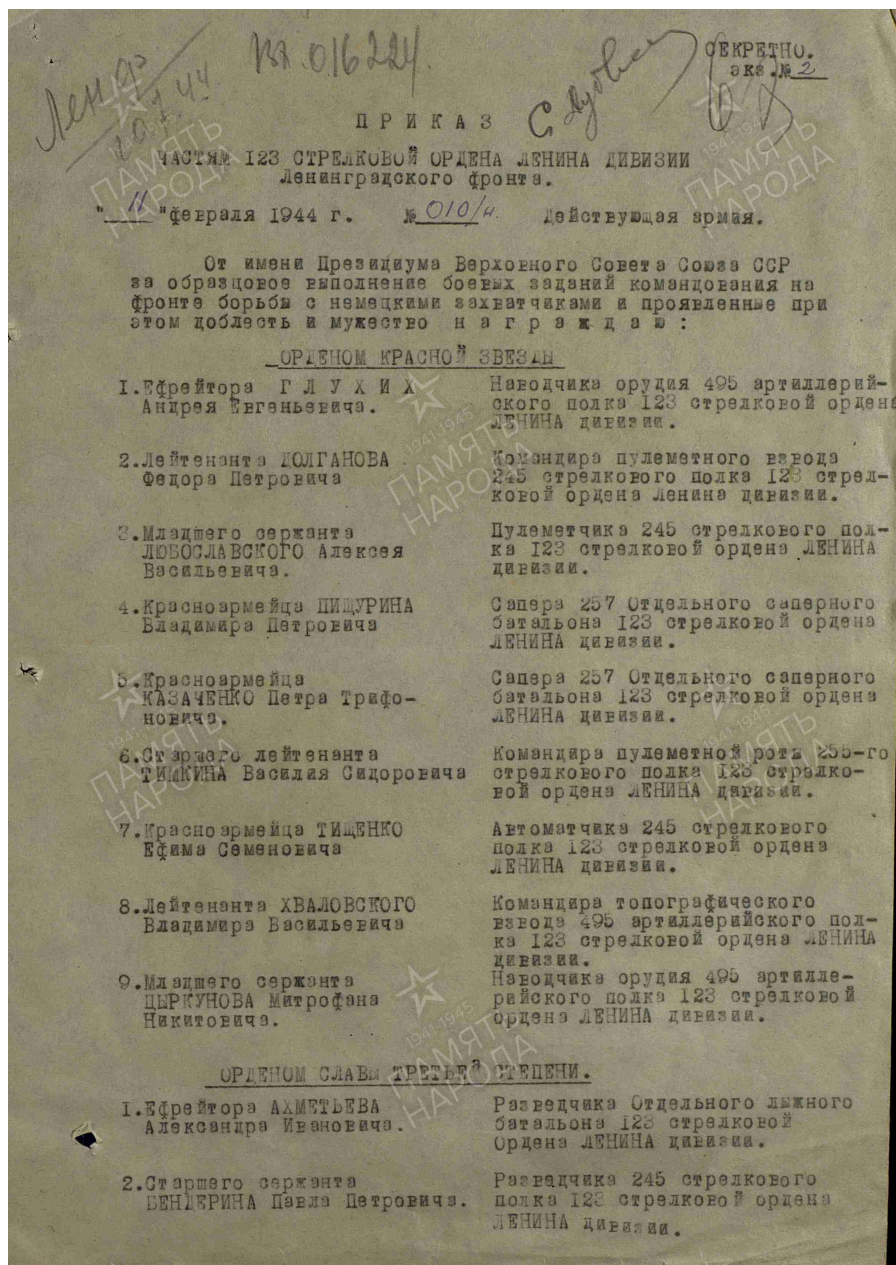 вх.016224.
СЕКРЕТНО.
экз.№ 2
П Р И К А З
ЧАСТЯМ 123 СТРЕЛКОВОЙ ОРДЕНА ЛЕНИНА ДИВИЗИИ
Ленинградского фронта.
" 11 "февраля 1944 г. № 010/н. Действующая армия.
От имени Президиума Верховного Совета Союза ССР
за образцовое выполнение боевых заданий командования на
фронте борьбы с немецкими захватчиками и проявленные при
этом доблесть и мужество н а г р а ж д а ю :
ОРДЕНОМ КРАСНОЙ ЗВЕЗДЫ
1.Ефрейтора Г Л У Х И Х
Андрея Евгеньевича.
Наводчика орудия 495 артиллерий-
ского полка 123 стрелковой ордена
ЛЕНИНА дивизии.
2.Лейтенанта ДОЛГАНОВА
Федора Петровича
Командира пулеметного взвода
245 стрелкового полка 123 стрел-
ковой ордена Ленина дивизии.
3.Младшего сержанта
ЛЮБОСЛАВСКОГО Алексея
Васильевича.
Пулеметчика 245 стрелкового пол-
ка 123 стрелковой ордена ЛЕНИНА
дивизии.
4.Красноармейца ПИЩУРИНА
Владимира Петровича
Сапера 257 Отдельного саперного
батальона 123 стрелковой ордена
ЛЕНИНА дивизии.
5.Красноармейца
КАЗАЧЕНКО Петра Трифо-
новича.
Сапера 257 Отдельного саперного
батальона 123 стрелковой ордена
ЛЕНИНА дивизии.
6.Старшего лейтенанта
ТИМКИНА Василия Сидоровича
Командира пулеметной роты 255-го
стрелкового полка 123 стрелко-
вой ордена ЛЕНИНА дивизии.
7.Красноармейца ТИЩЕНКО
Ефима Семеновича
Автоматчика 245 стрелкового
полка 123 стрелковой ордена
ЛЕНИНА дивизии.
8.Лейтенанта ХВАЛОВСКОГО
Владимира Васильевича
Командира топографического
взвода 495 артиллерийского пол-
ка 123 стрелковой ордена ЛЕНИНА
дивизии.
9.Младшего сержанта
ЦЫРКУНОВА Митрофана
Никитовича.
Наводчика орудия 495 артилле-
рийского полка 123 стрелковой
ордена ЛЕНИНА дивизии.
ОРДЕНОМ СЛАВЫ ТРЕТЬЕЙ СТЕПЕНИ.
1.Ефрейтора АХМЕТЬЕВА
Александра Ивановича.
Разведчика Отдельного лыжного
батальона 123 стрелковой
Ордена ЛЕНИНА дивизии.
2.Старшего сержанта
БЕНДЕРИНА Павла Петровича.
Разведчика 245 стрелкового
полка 123 стрелковой ордена
ЛЕНИНА дивизии.
1941-1945
ПАМЯТЬ
НАРОДА